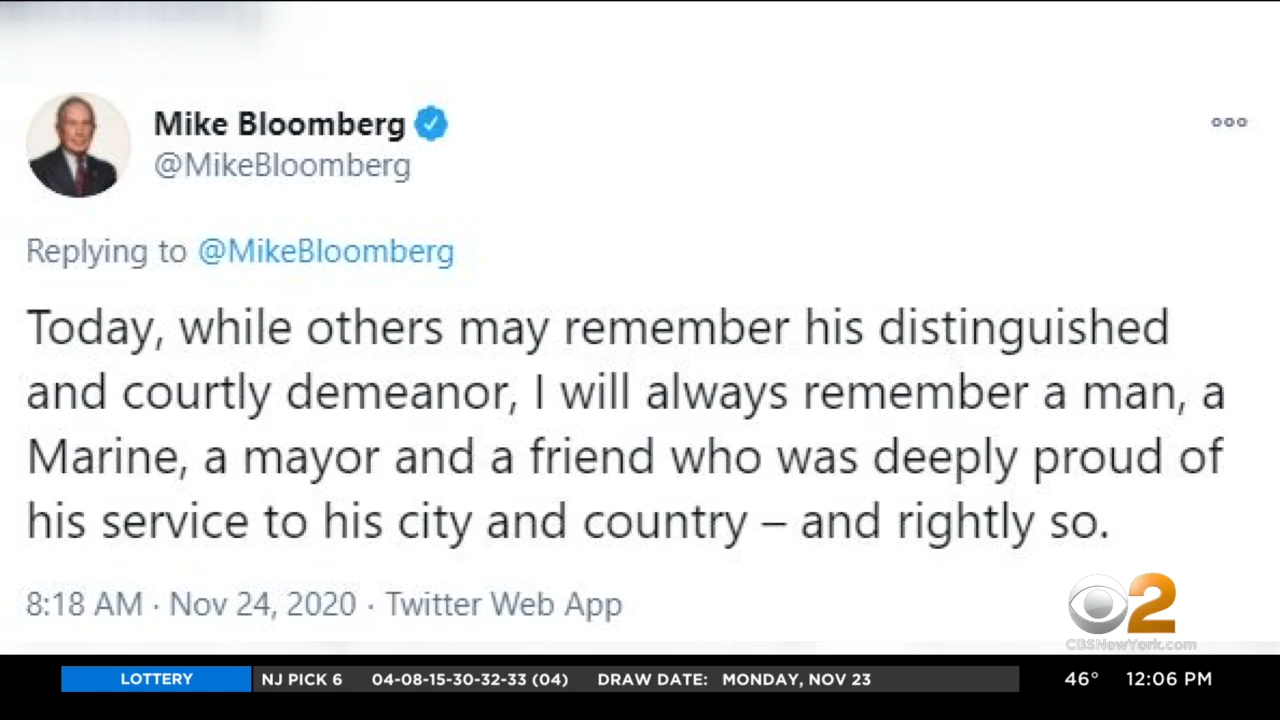 Mike Bloomberg
@MikeBloomberg
Replying to @MikeBloomberg
Today, while others may remember his distinguished
and courtly demeanor, I will always remember a man, a
Marine, a mayor and a friend who was deeply proud of
his service to his city and country – and rightly so.
8:18 AM · Nov 24, 2020 · Twitter Web App
2
CBSNewYork.com
LOTTERY NJ PICK 6 04-08-15-30-32-33 (04) DRAW DATE: MONDAY, NOV 23 46° 12:06 PM